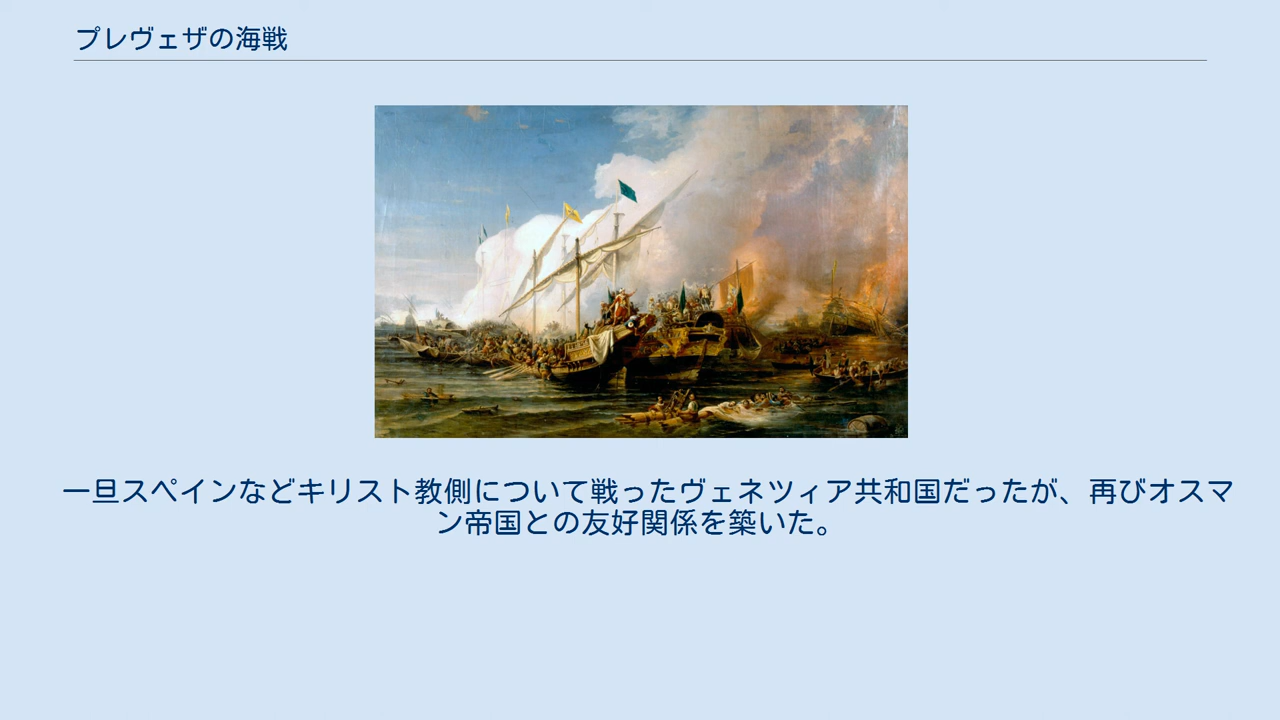 プレヴェザの海戦
一旦スペインなどキリスト教側について戦ったヴェネツィア共和国だったが、再びオスマ
ン帝国との友好関係を築いた。